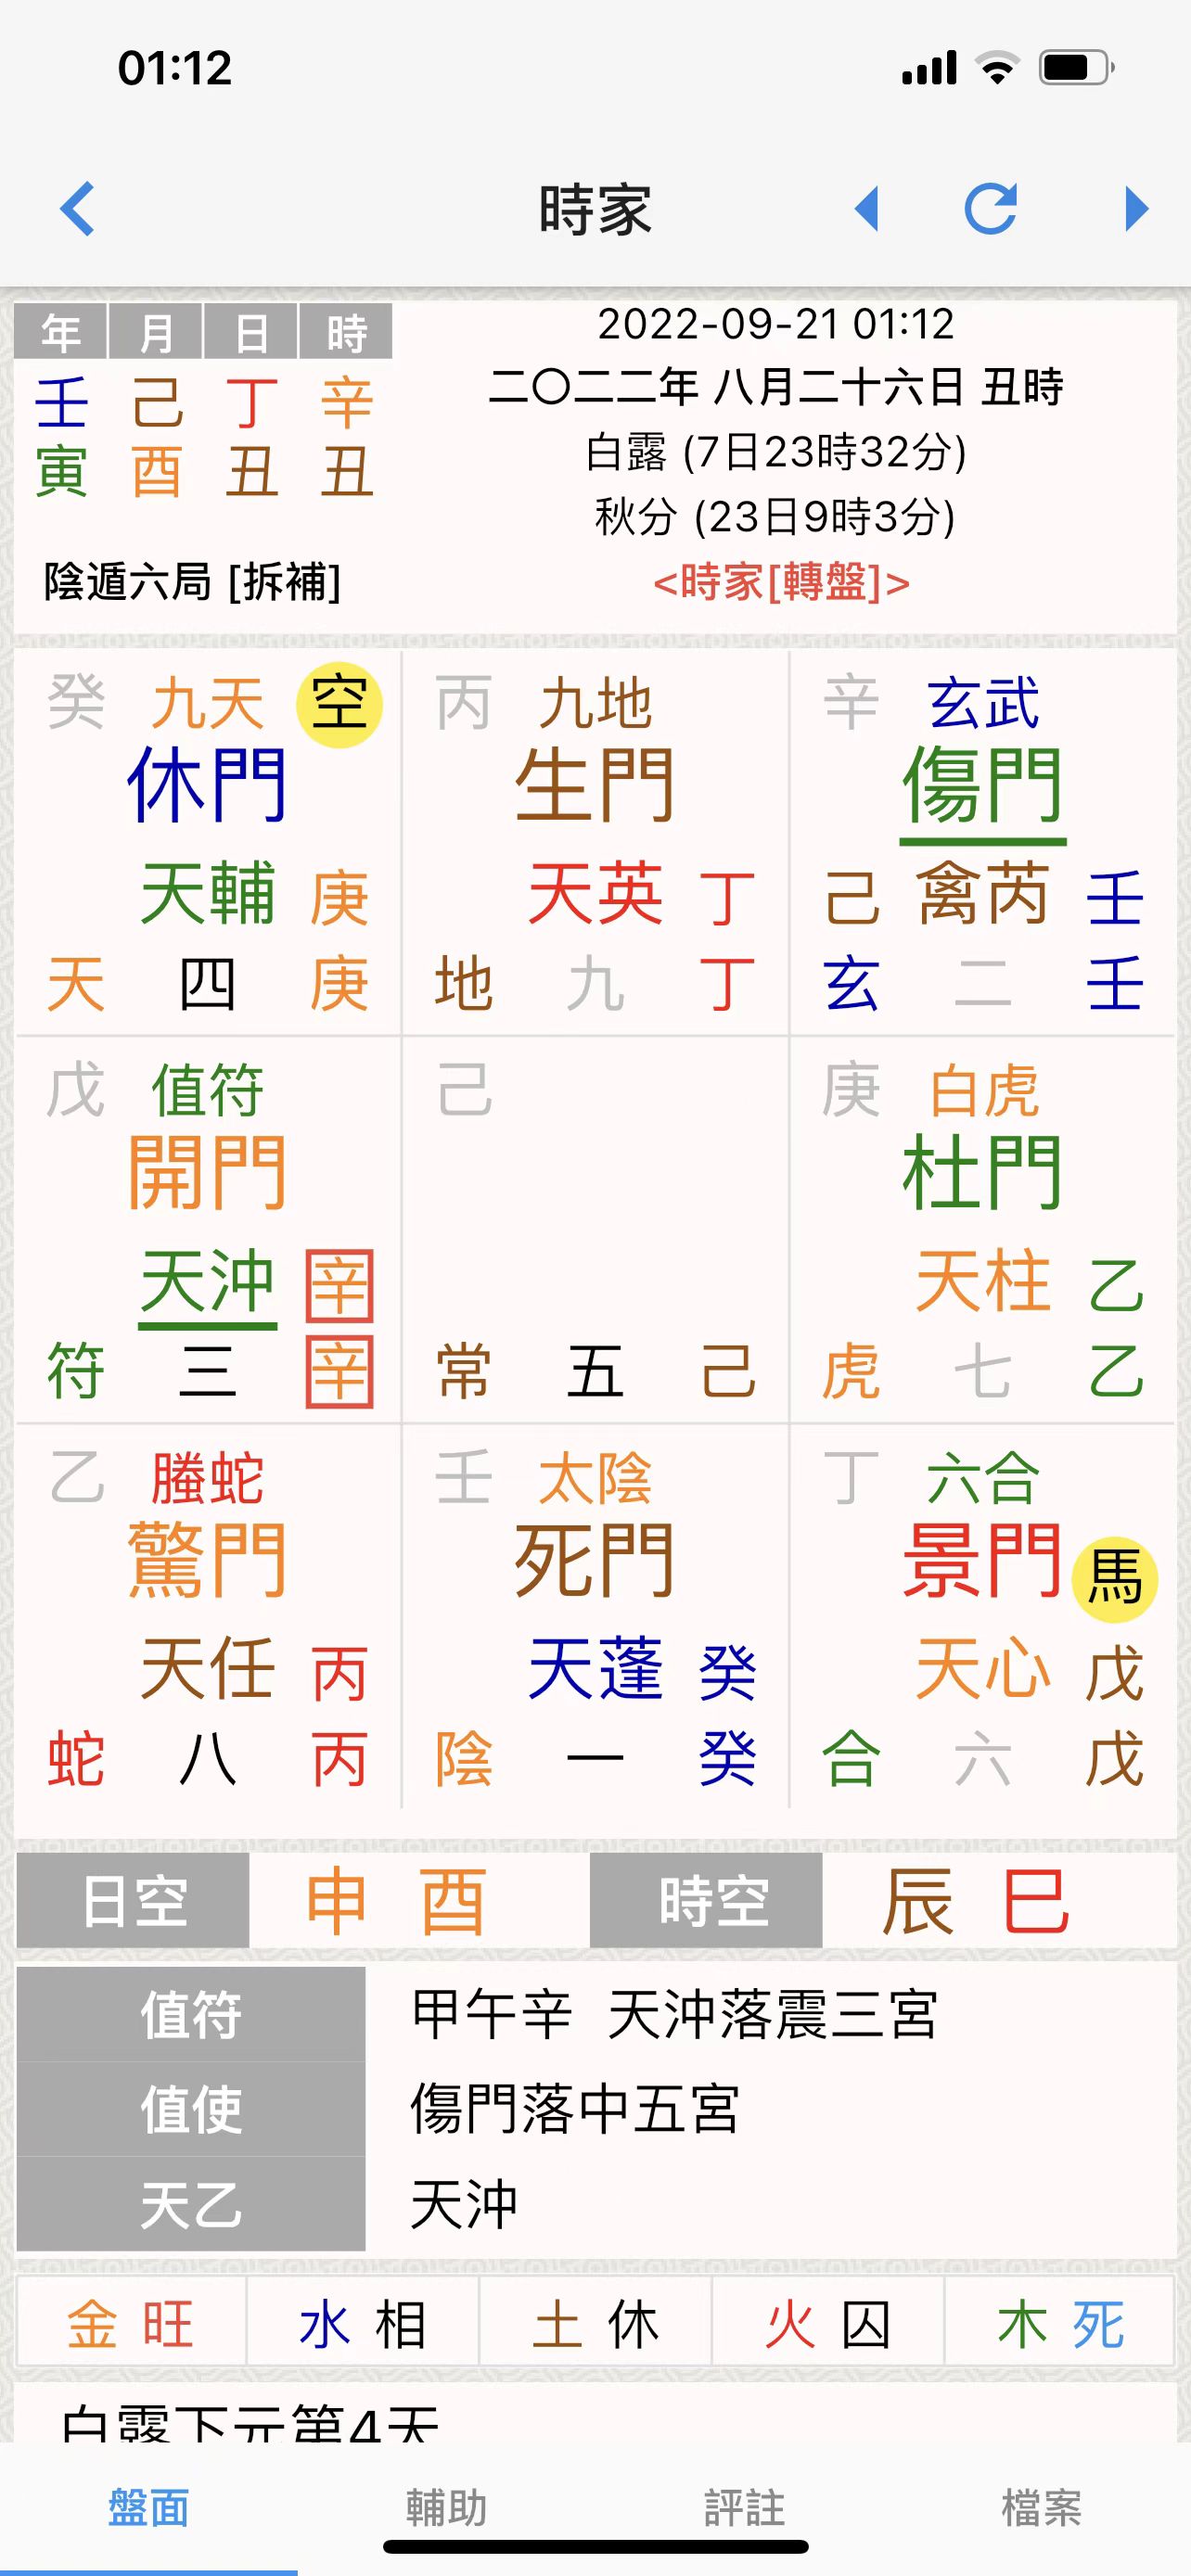 01:12
時家
年 月 日 時
壬 己 丁 辛
寅 酉 丑 丑
2022-09-21 01:12
二〇二二年 八月二十六日 丑時
白露 (7日23時32分)
秋分 (23日9時3分)
陰遁六局 [拆補]
<時家[轉盤]>
癸 九天 空
休門
天輔 庚
天 四 庚
丙 九地
生門
天英 丁
地 九 丁
辛 玄武
傷門
己 禽芮 壬
玄 二 壬
戊 值符
開門
天沖 辛
符 三 辛
己
常 五 己
庚 白虎
杜門
天柱 乙
虎 七 乙
乙 螣蛇
驚門
天任 丙
蛇 八 丙
壬 太陰
死門
天蓬 癸
陰 一 癸
丁 六合
景門 馬
天心 戊
合 六 戊
日空 申 酉 時空 辰 巳
值符 甲午辛 天沖落震三宮
值使 傷門落中五宮
天乙 天沖
金 旺 水 相 土 休 火 囚 木 死
白露下元第4天
盤面 輔助 評註 檔案